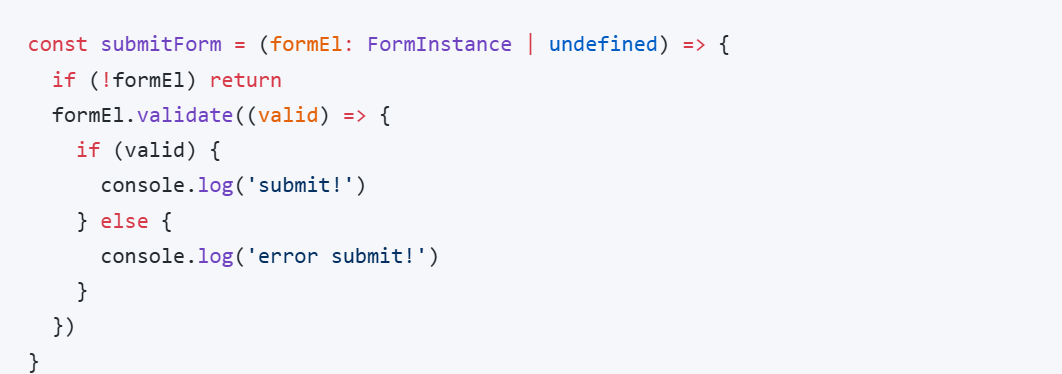 const submitForm = (formEl: FormInstance | undefined) => {
  if (!formEl) return
  formEl.validate((valid) => {
    if (valid) {
      console.log('submit!')
    } else {
      console.log('error submit!')
    }
  })
}